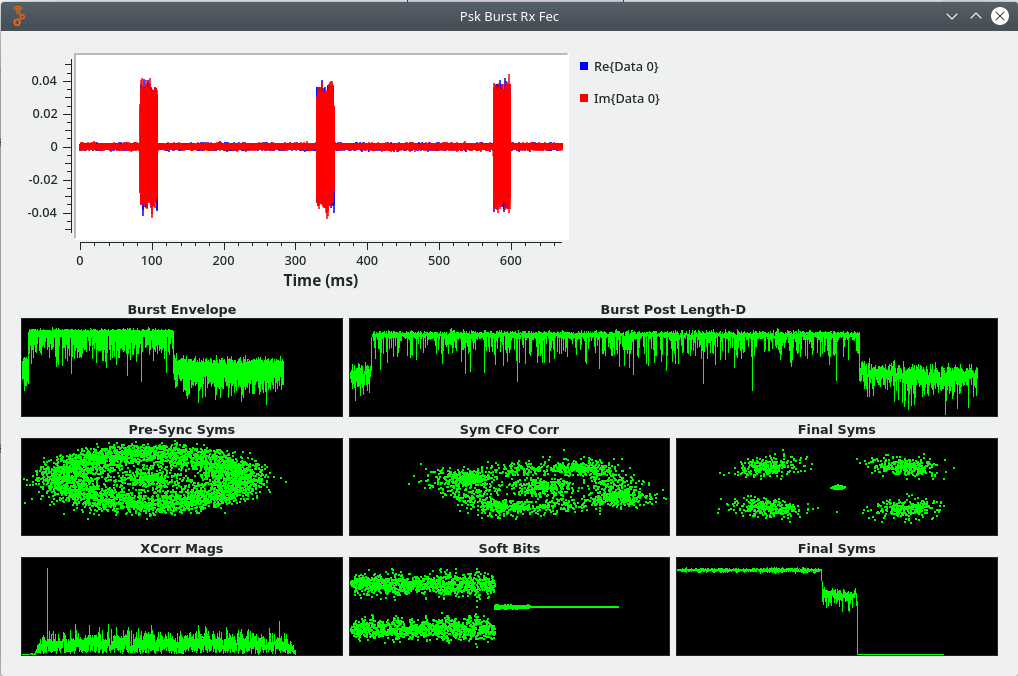 Psk Burst Rx Fec
Re{Data 0}
Im{Data 0}
0.04
0.02
0
-0.02
-0.04
0 100 200 300 400 500 600
Time (ms)
Burst Envelope
Burst Post Length-D
Pre-Sync Syms
Sym CFO Corr
Final Syms
XCorr Mags
Soft Bits
Final Syms